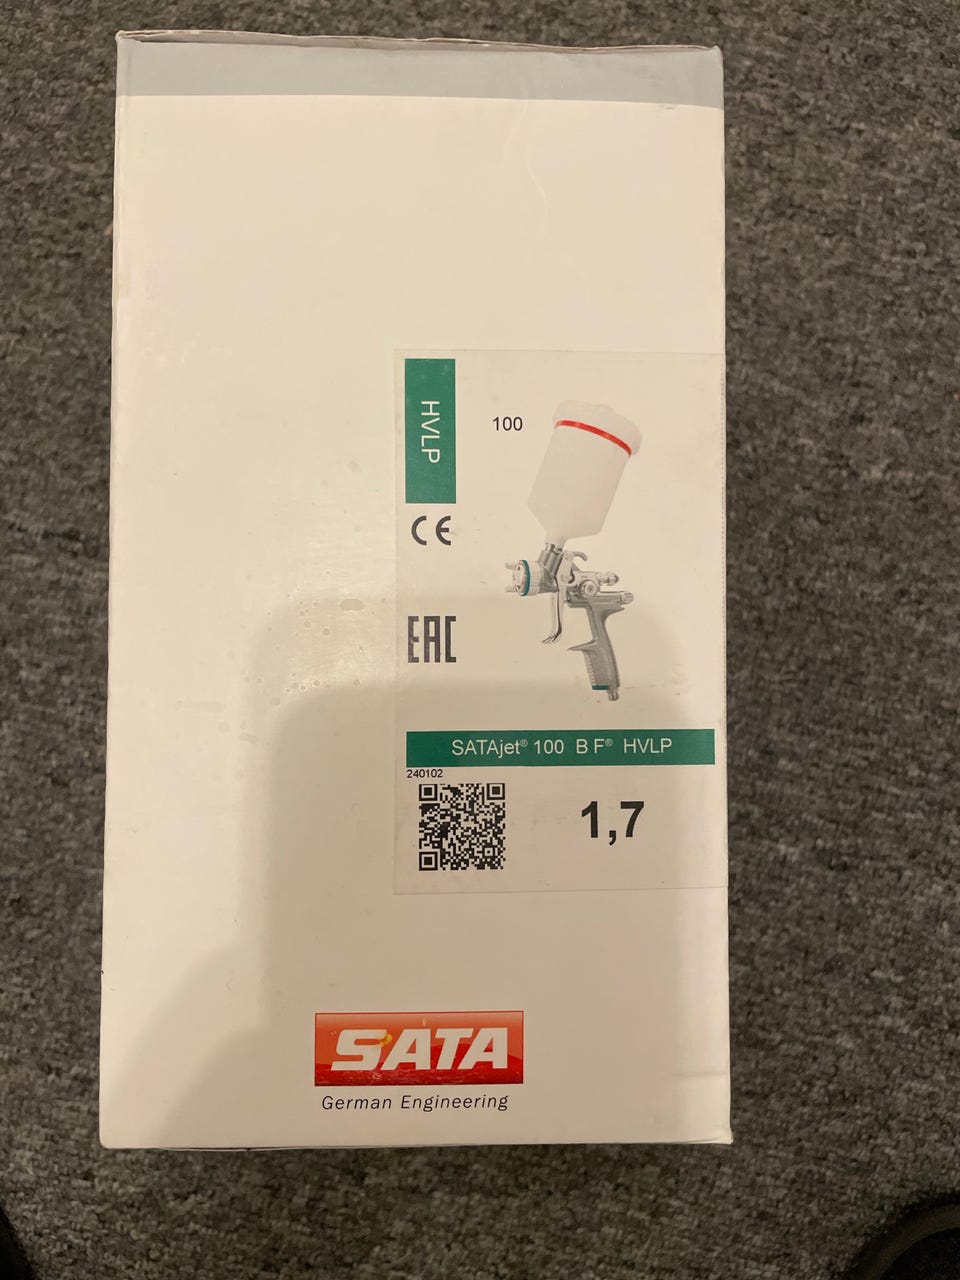 HVLP
100
CE
EAC
SATAjet® 100 B F® HVLP
240102
1,7
SATA
German Engineering